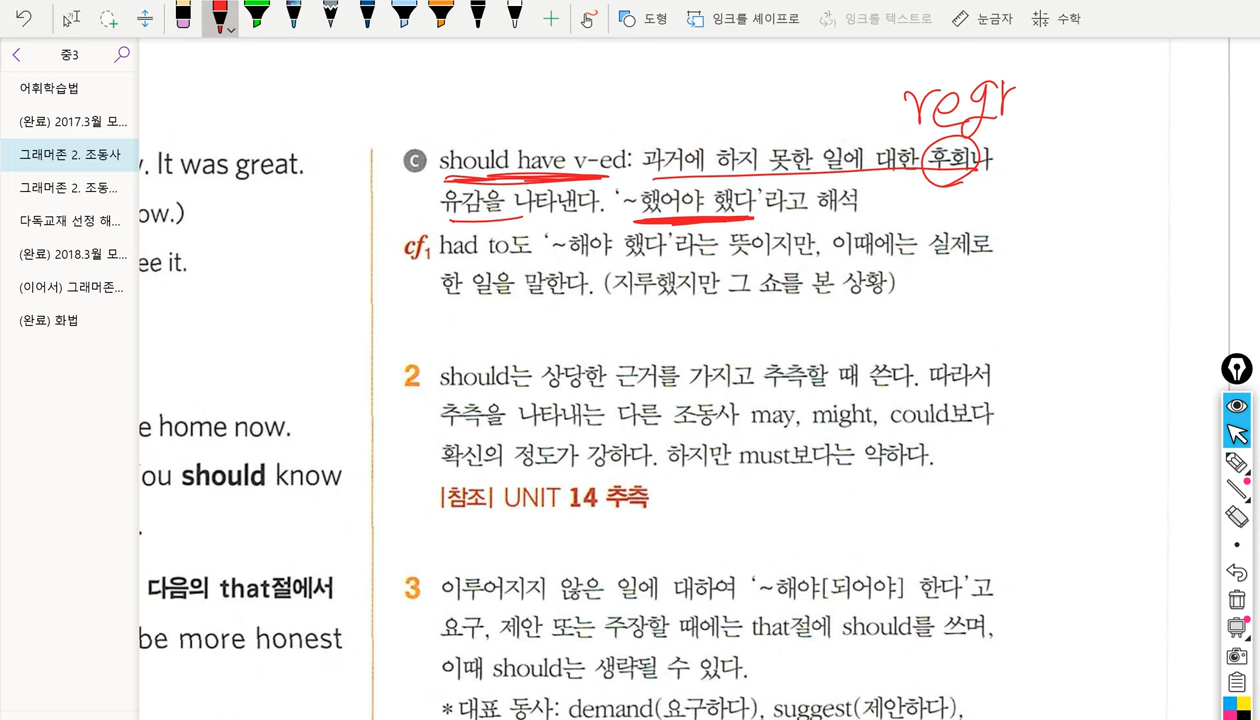 도형
잉크를 셰이프로
잉크를 텍스트로
눈금자
수학
중3
어휘학습법
(완료) 2017.3월 모...
그래머존 2. 조동사
그래머존 2. 조동...
다독교재 선정 해...
(완료) 2018.3월 모...
(이어서) 그래머존...
(완료) 화법
. It was great.
ow.)
ee it.
e home now.
ou should know
.
다음의 that절에서
be more honest
regr
C should have v-ed: 과거에 하지 못한 일에 대한 후회나
유감을 나타낸다. ‘~했어야 했다’라고 해석
cf1 had to도 ‘~해야 했다’라는 뜻이지만, 이때에는 실제로
한 일을 말한다. (지루했지만 그 쇼를 본 상황)
2 should는 상당한 근거를 가지고 추측할 때 쓴다. 따라서
추측을 나타내는 다른 조동사 may, might, could보다
확신의 정도가 강하다. 하지만 must보다는 약하다.
|참조| UNIT 14 추측
3 이루어지지 않은 일에 대하여 ‘~해야[되어야] 한다’고
요구, 제안 또는 주장할 때에는 that절에 should를 쓰며,
이때 should는 생략될 수 있다.
* 대표 동사: demand(요구하다), suggest(제안하다),